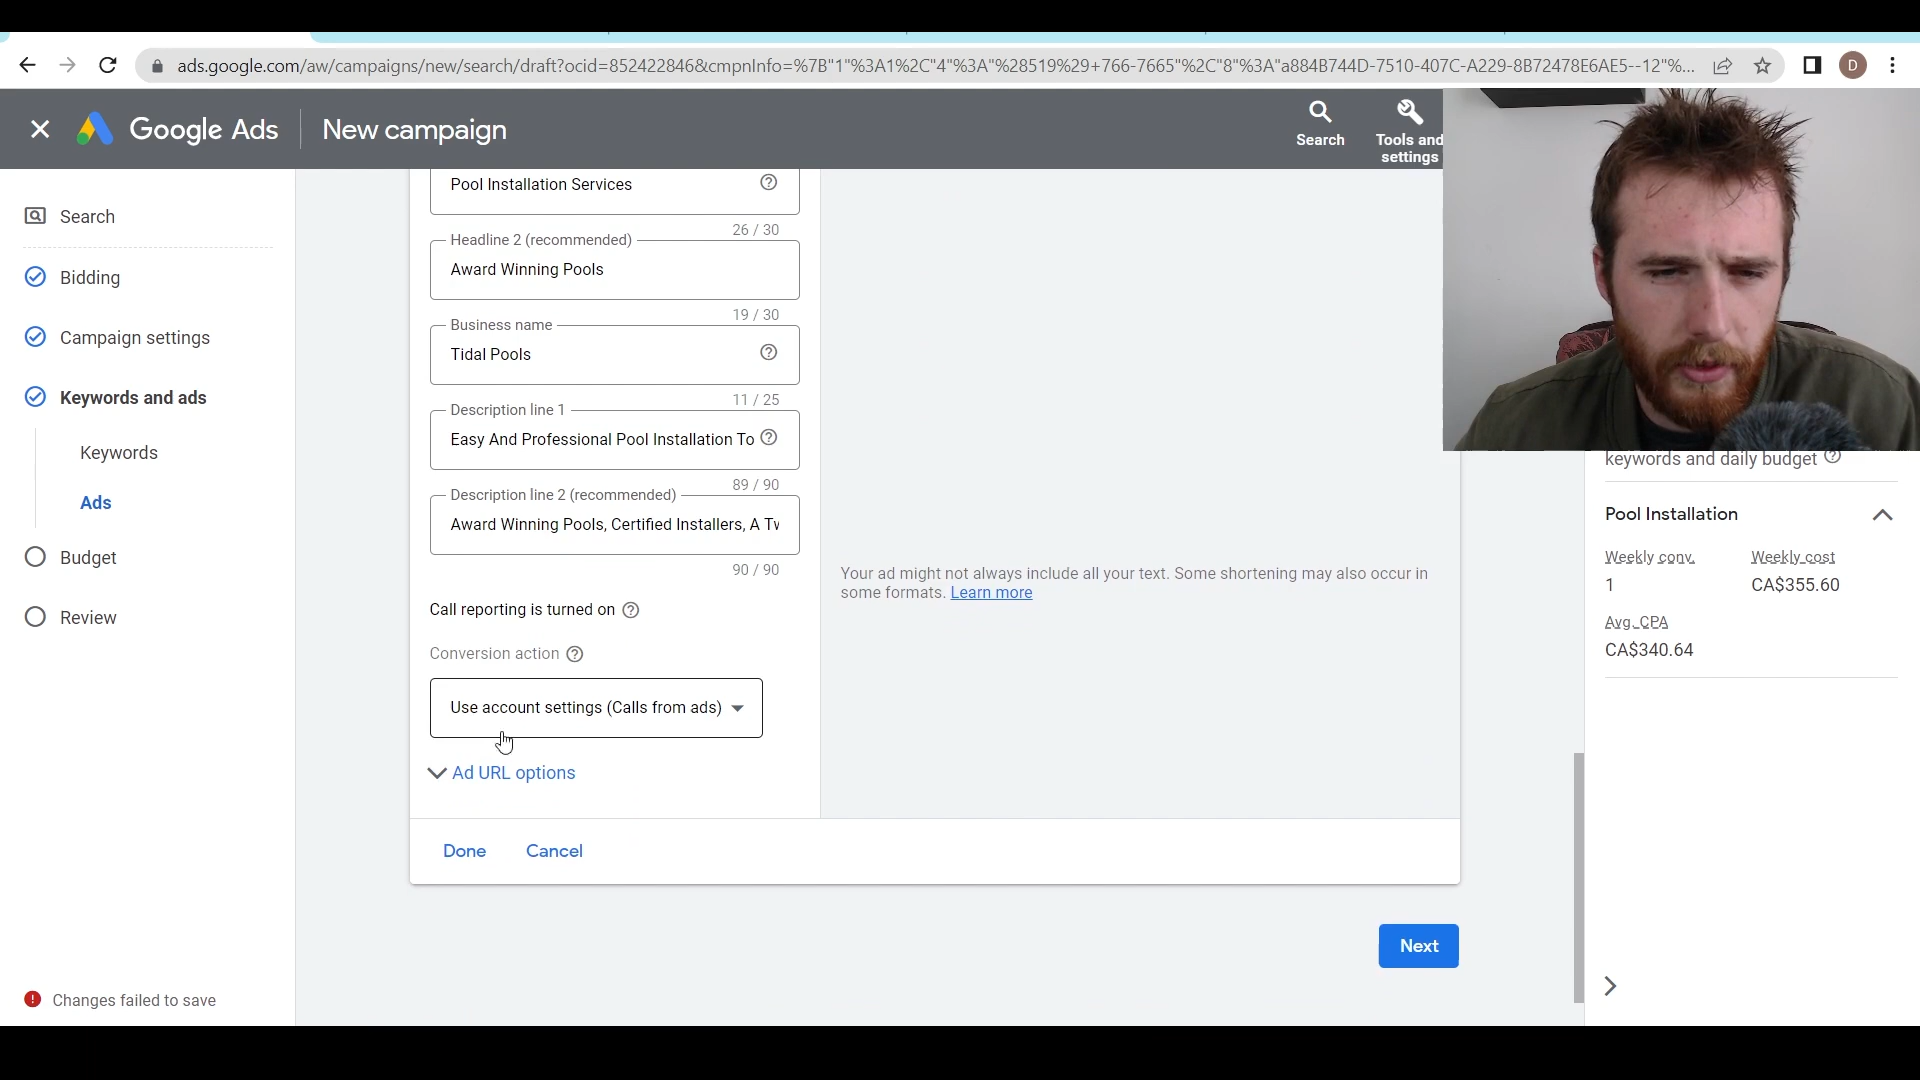 ads.google.com/aw/campaigns/new/search/draft?ocid=852422846&cmpnInfo=%7B"1"%3A1%2C"4"%3A"%28519%29+766-7665"%2C"8"%3A"a884B744D-7510-407C-A229-8B72478E6AE5--12"%...
D
Google Ads
New campaign
Search
Tools and
settings
Search
Bidding
Campaign settings
Keywords and ads
Keywords
Ads
Budget
Review
Changes failed to save
Pool Installation Services
26 / 30
Headline 2 (recommended)
Award Winning Pools
19 / 30
Business name
Tidal Pools
11 / 25
Description line 1
Easy And Professional Pool Installation To
89 / 90
Description line 2 (recommended)
Award Winning Pools, Certified Installers, A Tw
90 / 90
Call reporting is turned on
Conversion action
Use account settings (Calls from ads)
Ad URL options
Done
Cancel
Your ad might not always include all your text. Some shortening may also occur in
some formats. Learn more
Next
keywords and daily budget
Pool Installation
Weekly conv.
Weekly cost
1
CA$355.60
Avg. CPA
CA$340.64